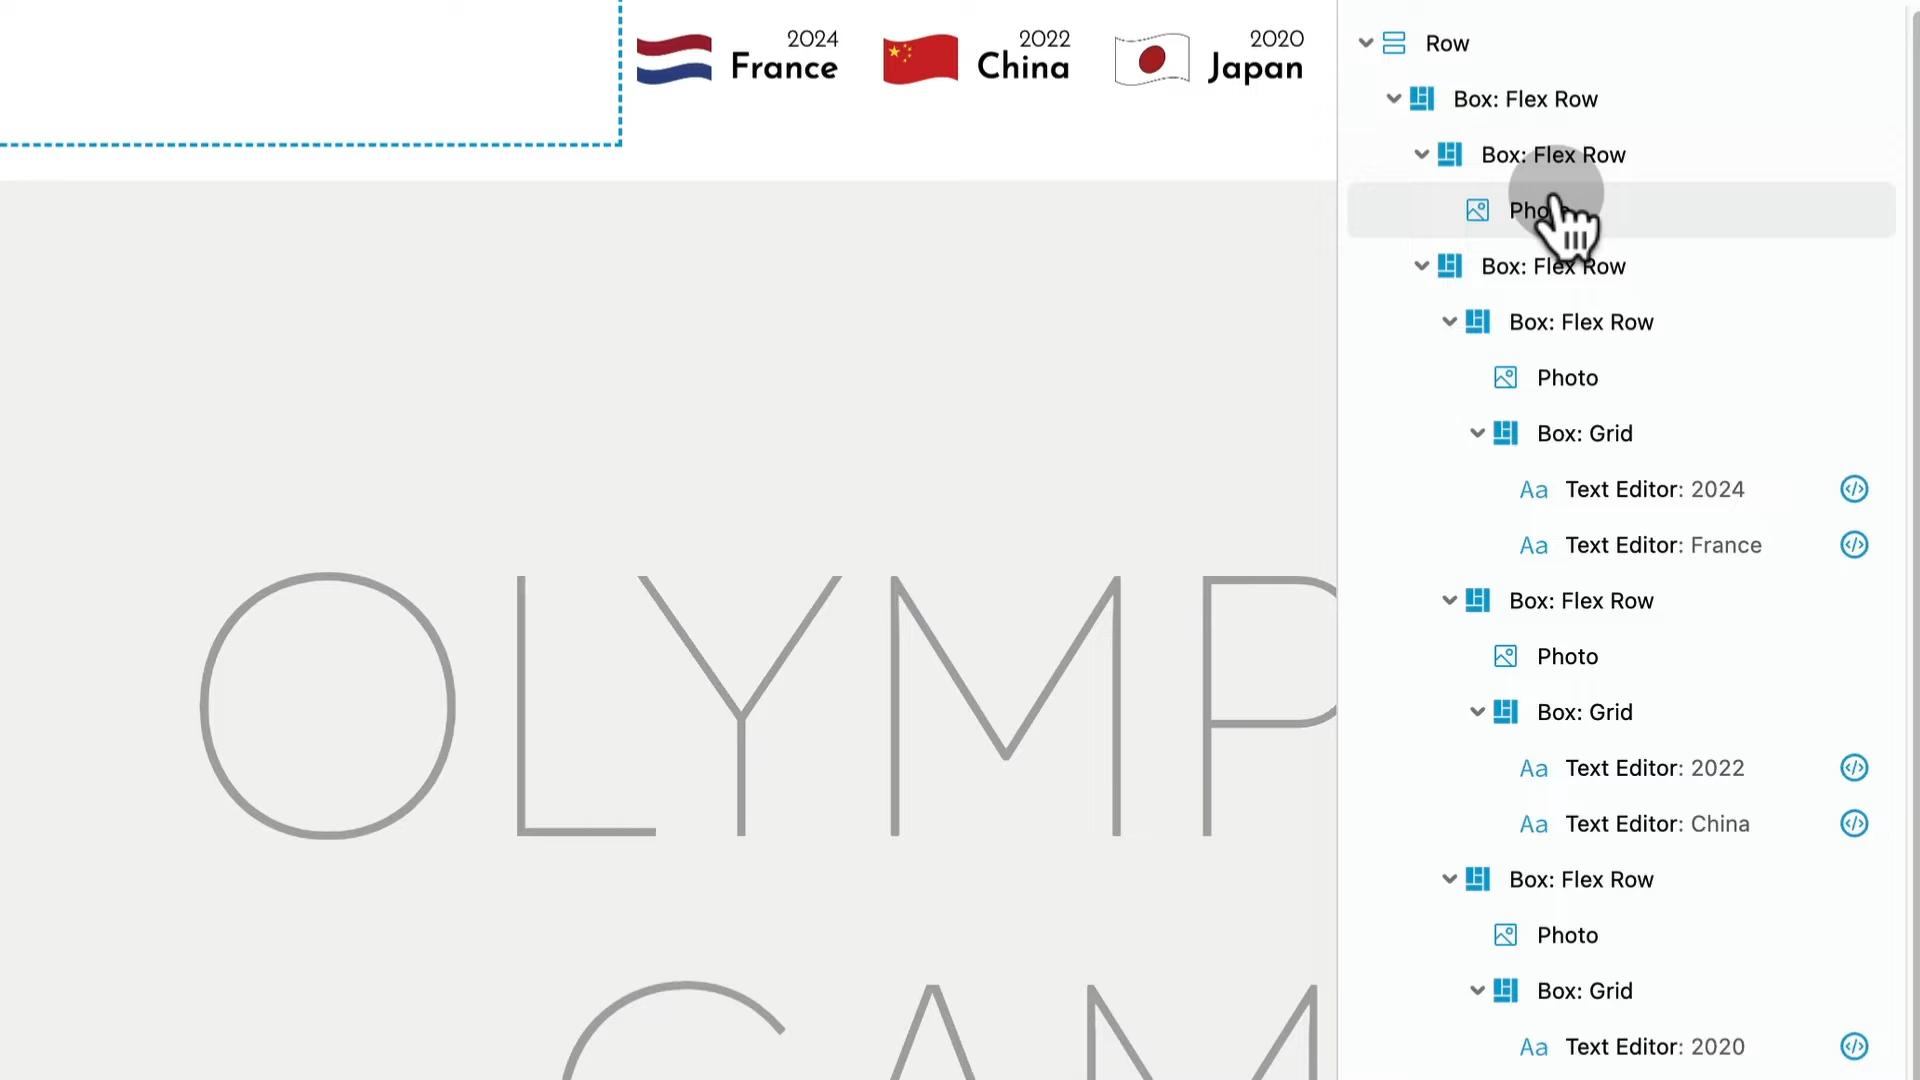 2024
France
2022
China
2020
Japan
OLYMP
GAM
Row
Box: Flex Row
Box: Flex Row
Photo
Box: Flex Row
Box: Flex Row
Photo
Box: Grid
Aa Text Editor: 2024
Aa Text Editor: France
Box: Flex Row
Photo
Box: Grid
Aa Text Editor: 2022
Aa Text Editor: China
Box: Flex Row
Photo
Box: Grid
Aa Text Editor: 2020